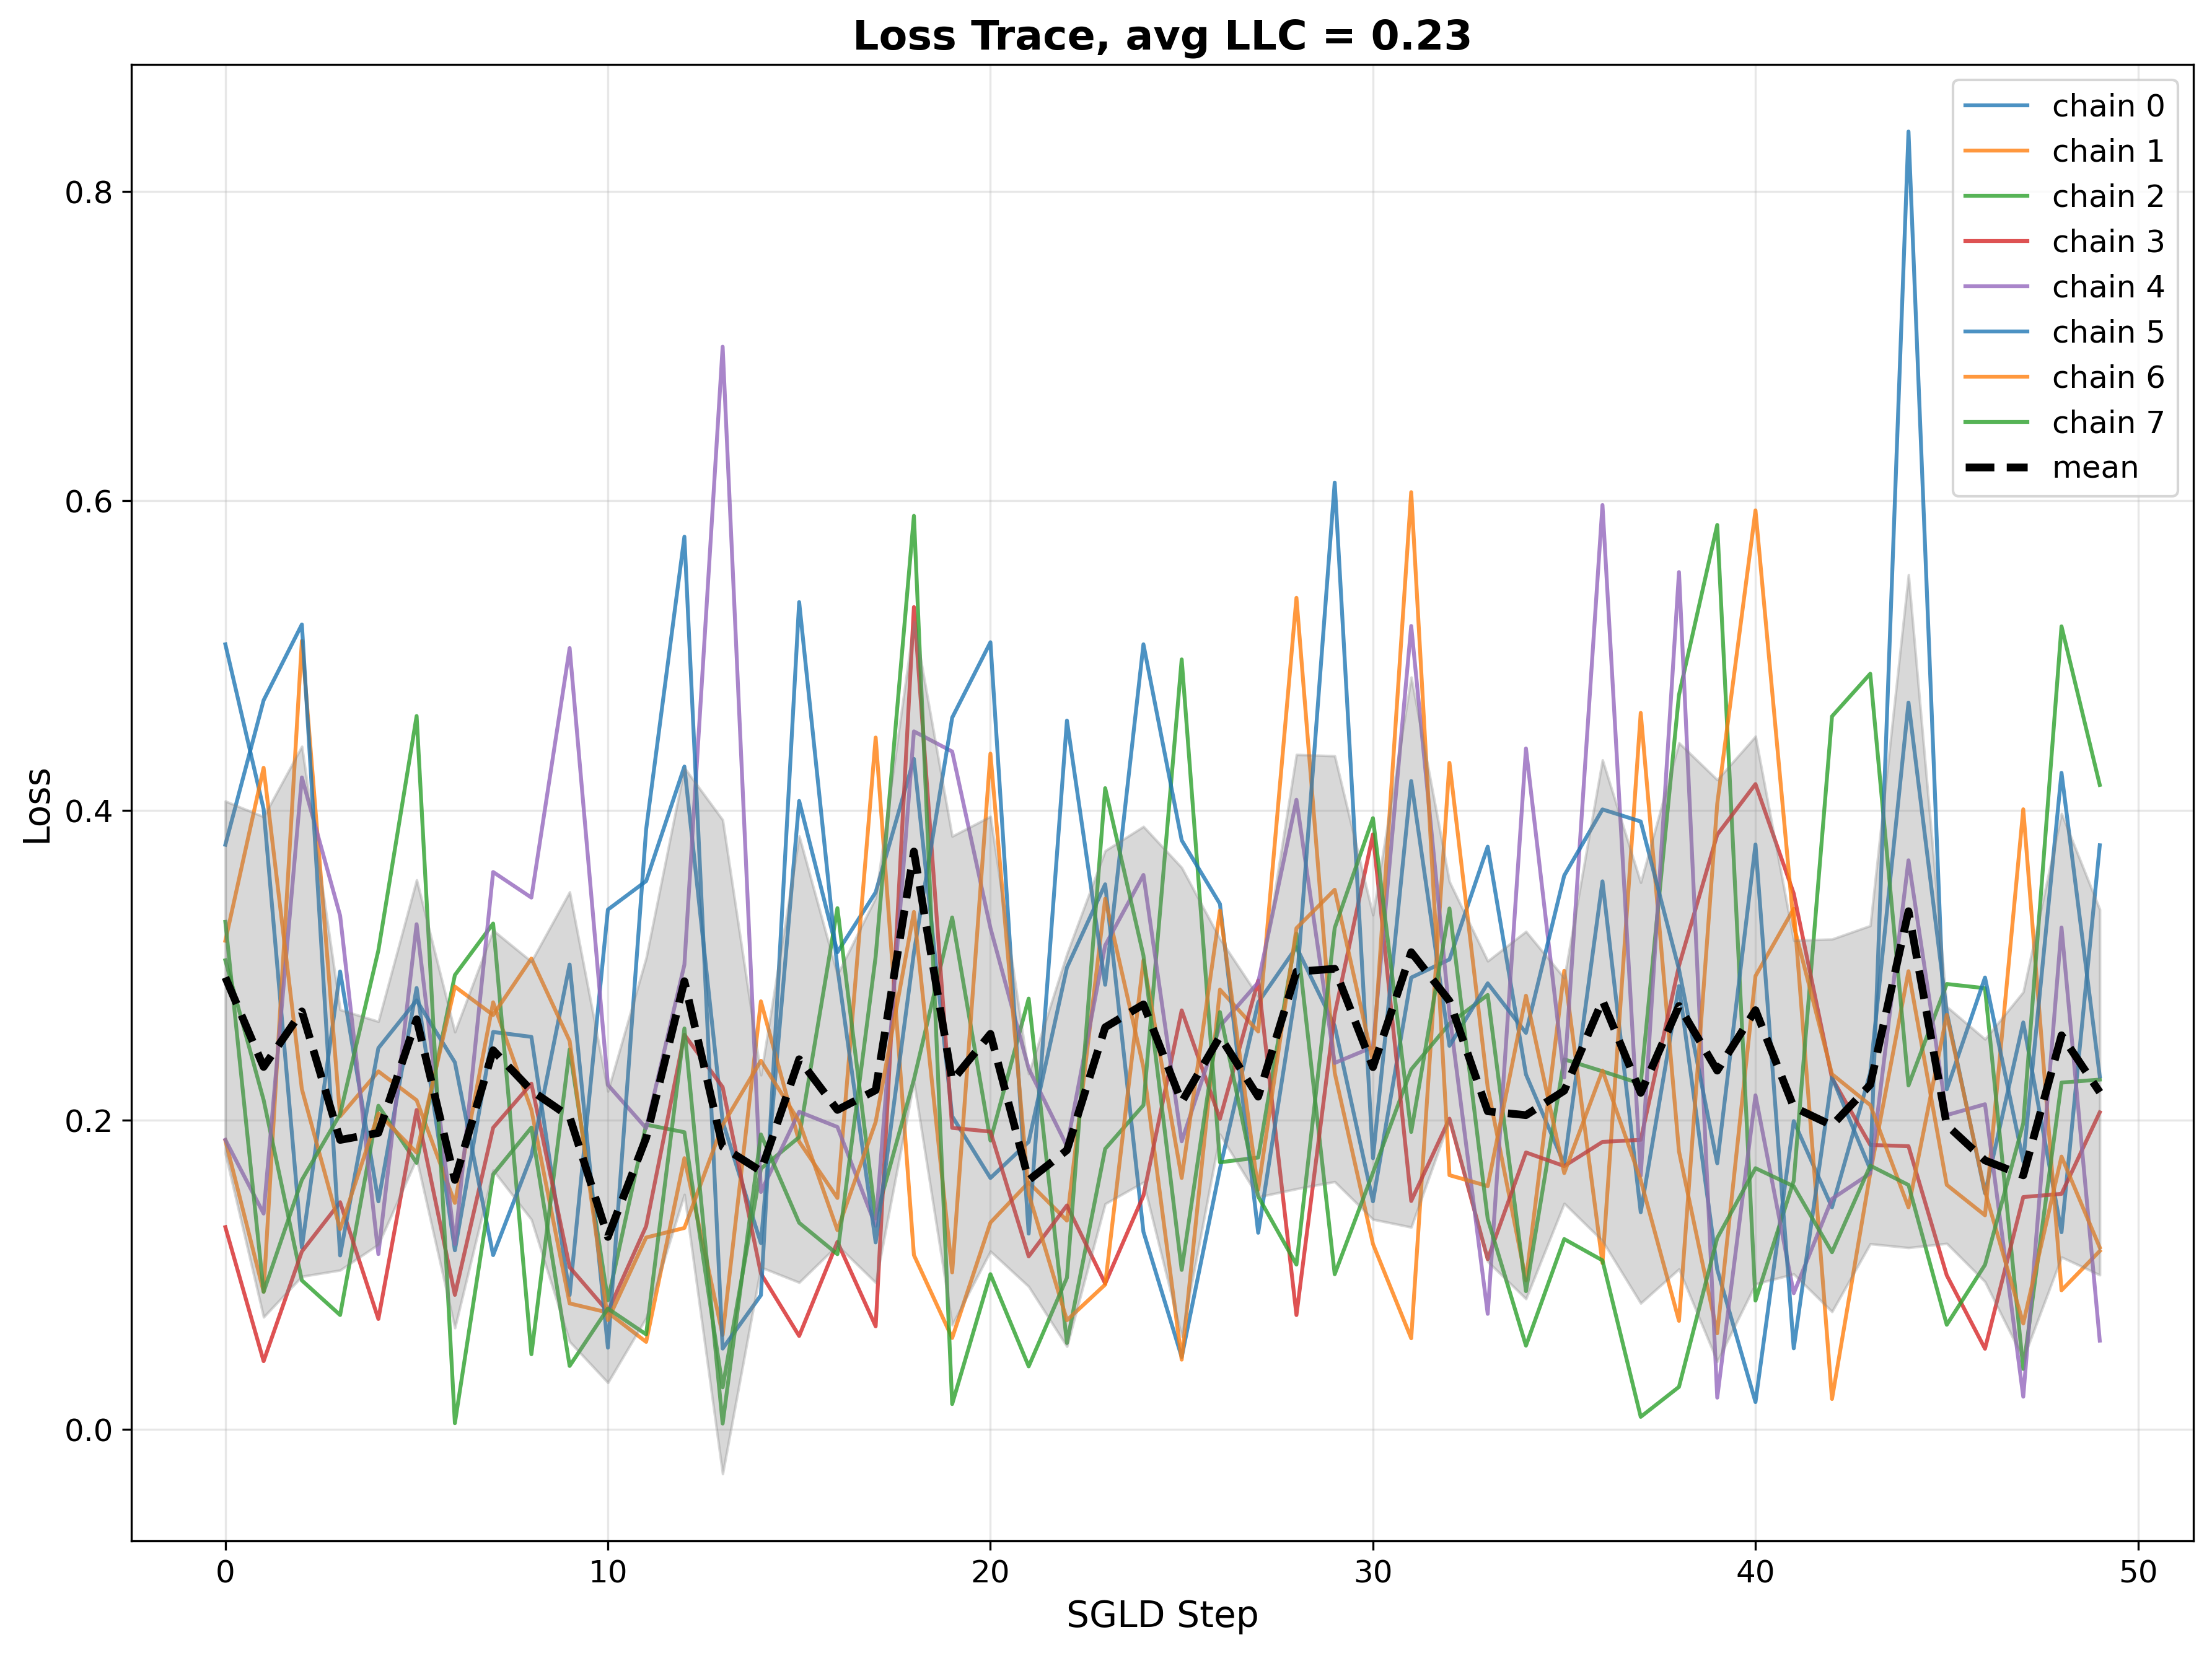 Loss Trace, avg LLC = 0.23
chain 0
chain 1
chain 2
chain 3
chain 4
chain 5
chain 6
chain 7
mean
Loss
0.8
0.6
0.4
0.2
0.0
0 10 20 30 40 50
SGLD Step